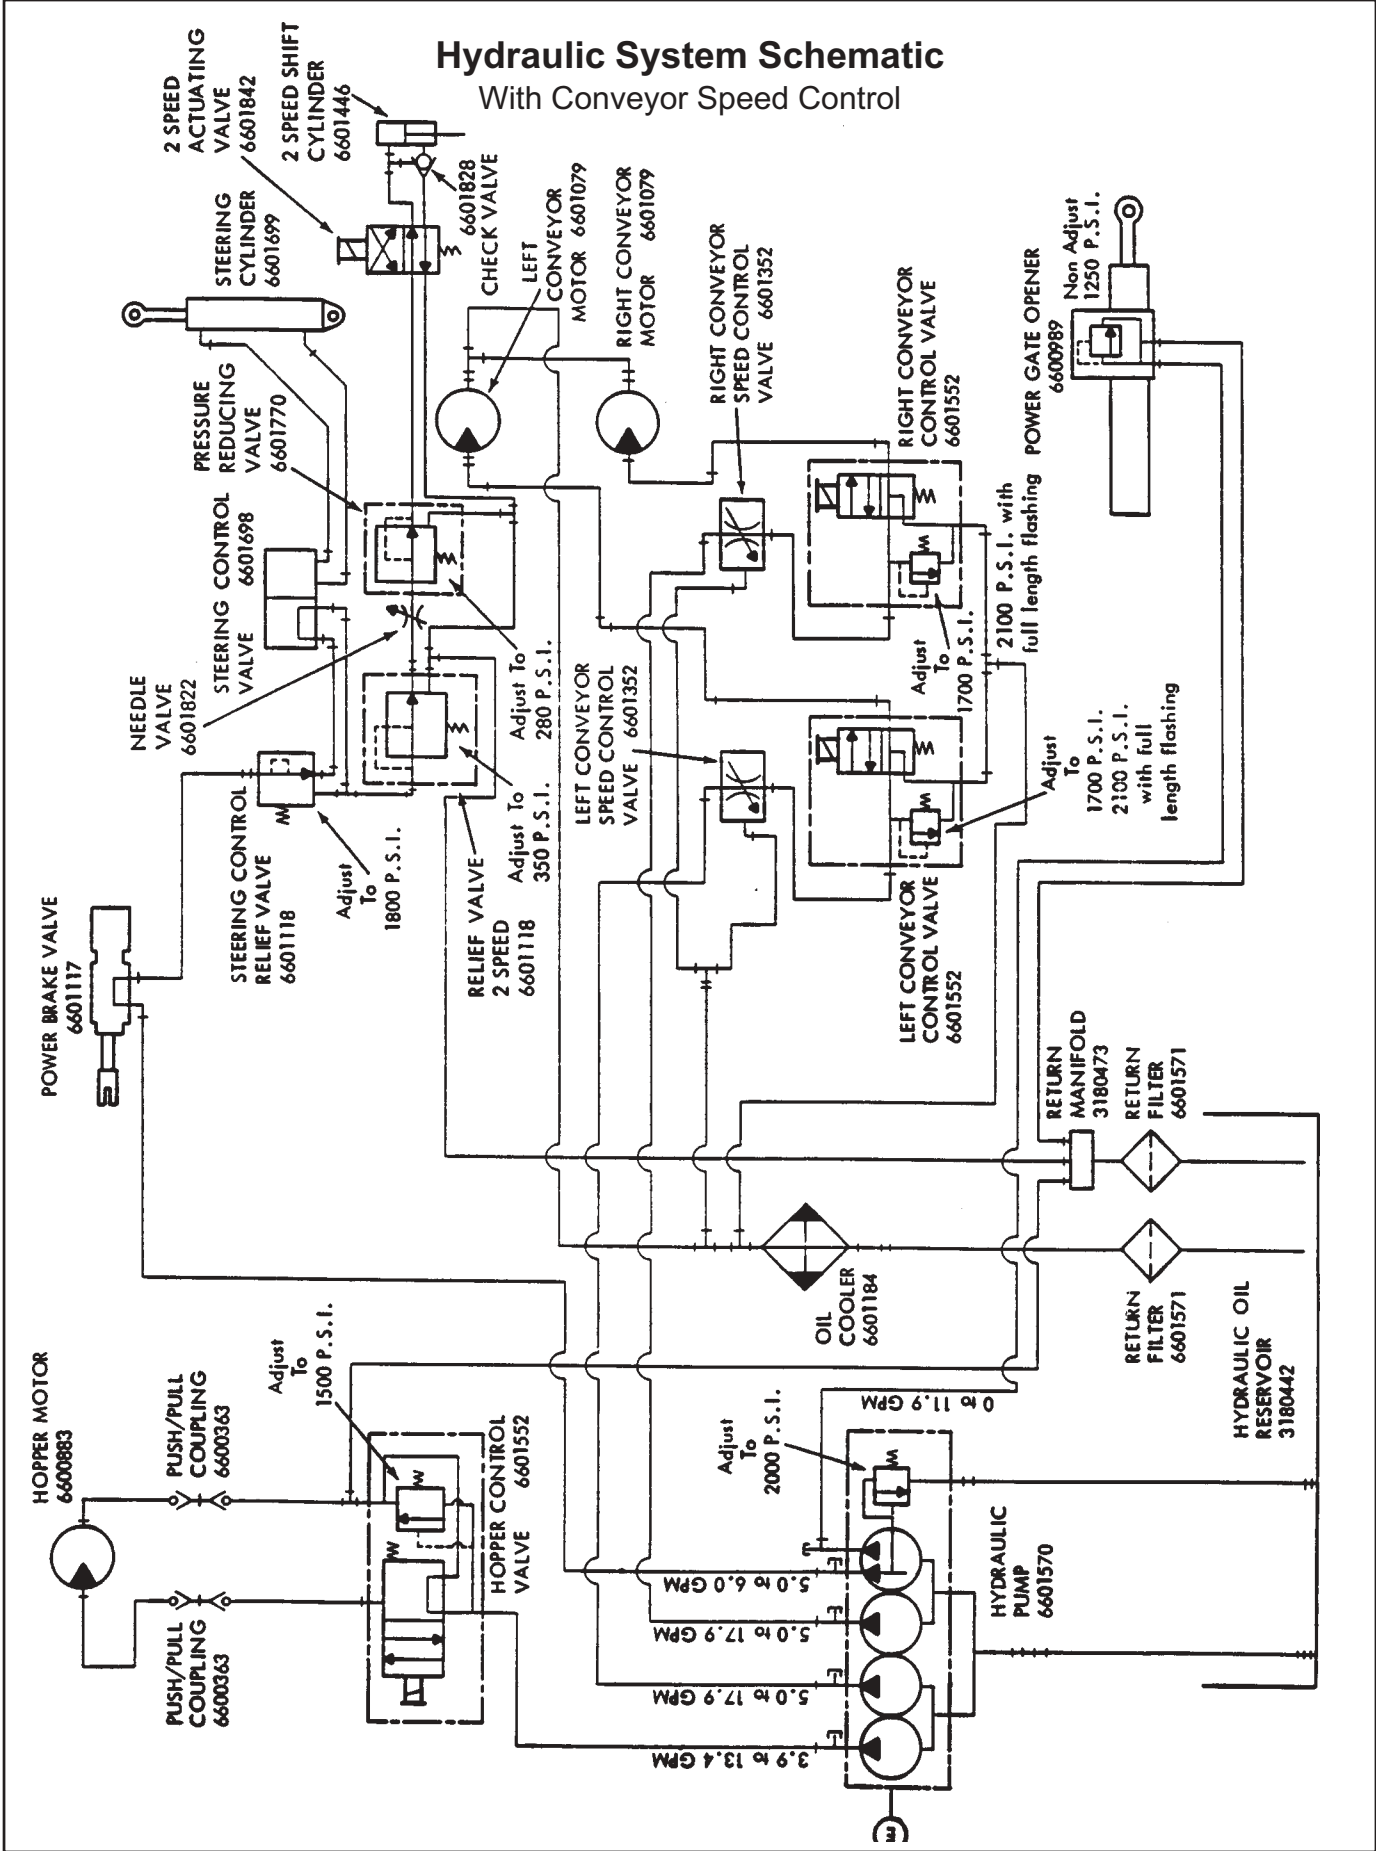 Hydraulic System Schematic
With Conveyor Speed Control
HOPPER MOTOR
6600883
PUSH/PULL
COUPLING
6600363
PUSH/PULL
COUPLING
6600363
Adjust
To
1500 P.S.I.
HOPPER CONTROL
VALVE 6601552
POWER BRAKE VALVE
6601117
STEERING CONTROL
RELIEF VALVE
6601118
Adjust
To
1800 P.S.I.
NEEDLE
VALVE
6601822
STEERING CONTROL
VALVE 6601698
PRESSURE
REDUCING
VALVE
6601770
STEERING
CYLINDER
6601699
2 SPEED
ACTUATING
VALVE
6601842
2 SPEED SHIFT
CYLINDER
6601446
6601828
CHECK VALVE
RELIEF VALVE
2 SPEED
6601118
Adjust To
350 P.S.I.
Adjust To
280 P.S.I.
LEFT
CONVEYOR
MOTOR 6601079
RIGHT CONVEYOR
MOTOR 6601079
LEFT CONVEYOR
SPEED CONTROL
VALVE 6601352
RIGHT CONVEYOR
SPEED CONTROL
VALVE 6601352
LEFT CONVEYOR
CONTROL VALVE
6601552
RIGHT CONVEYOR
CONTROL VALVE
6601552
Adjust
To
1700 P.S.I.
2100 P.S.I. with
full length flashing
Adjust
To
1700 P.S.I.
2100 P.S.I.
with full
length flashing
POWER GATE OPENER
6600989
Non Adjust
1250 P.S.I.
OIL
COOLER
6601184
RETURN
MANIFOLD
3180473
RETURN
FILTER
6601571
RETURN
FILTER
6601571
HYDRAULIC OIL
RESERVOIR
3180442
Adjust
To
2000 P.S.I.
HYDRAULIC
PUMP
6601570
3.9 to 13.4 GPM
5.0 to 17.9 GPM
5.0 to 17.9 GPM
5.0 to 6.0 GPM
0 to 11.9 GPM